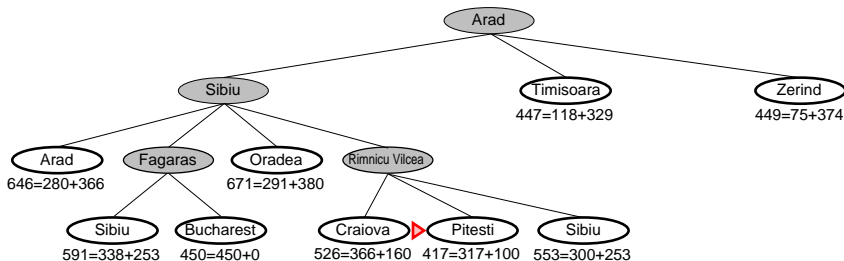 Arad
Sibiu
Timisoara
Zerind
447=118+329
449=75+374
Arad
Fagaras
Oradea
Rimnicu Vilcea
646=280+366
671=291+380
Sibiu
Bucharest
Craiova
Pitesti
Sibiu
591=338+253
450=450+0
526=366+160
417=317+100
553=300+253